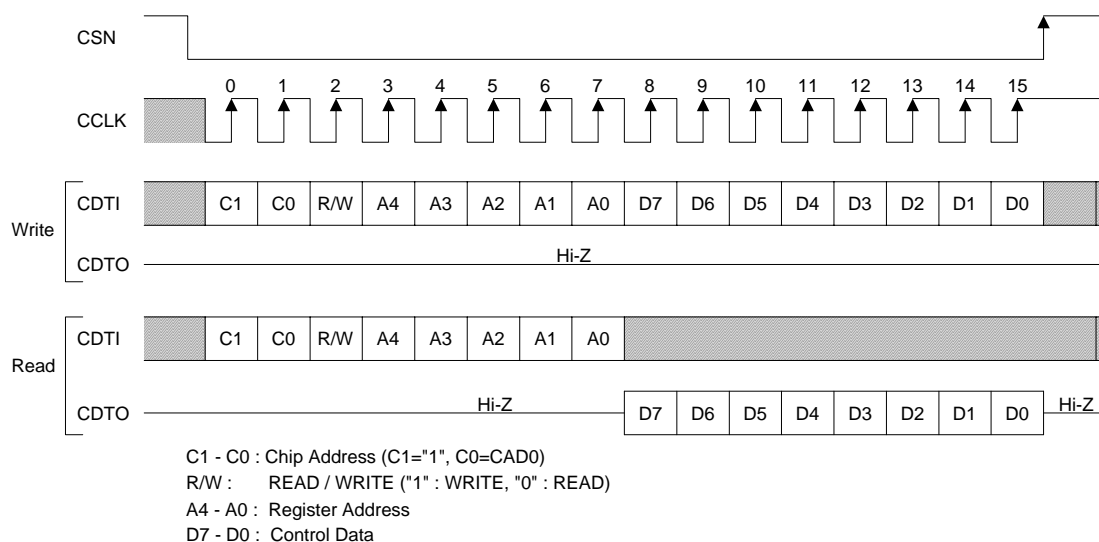 CSN
0 1 2 3 4 5 6 7 8 9 10 11 12 13 14 15
CCLK
CDTI C1 C0 R/W A4 A3 A2 A1 A0 D7 D6 D5 D4 D3 D2 D1 D0
Write
Hi-Z
CDTO
CDTI C1 C0 R/W A4 A3 A2 A1 A0
Read
CDTO Hi-Z D7 D6 D5 D4 D3 D2 D1 D0 Hi-Z
C1 - C0 : Chip Address (C1="1", C0=CAD0)
R/W : READ / WRITE ("1" : WRITE, "0" : READ)
A4 - A0 : Register Address
D7 - D0 : Control Data